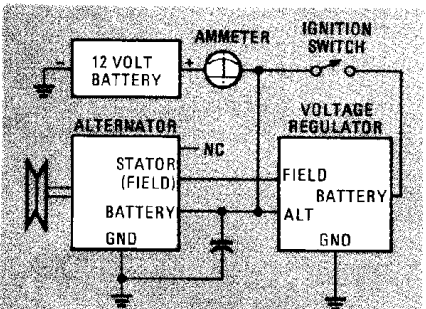 AMMETER
IGNITION
SWITCH
-
12 VOLT
BATTERY
+
VOLTAGE
REGULATOR
ALTERNATOR
NC
STATOR
(FIELD)
FIELD
BATTERY
BATTERY
ALT
GND
GND